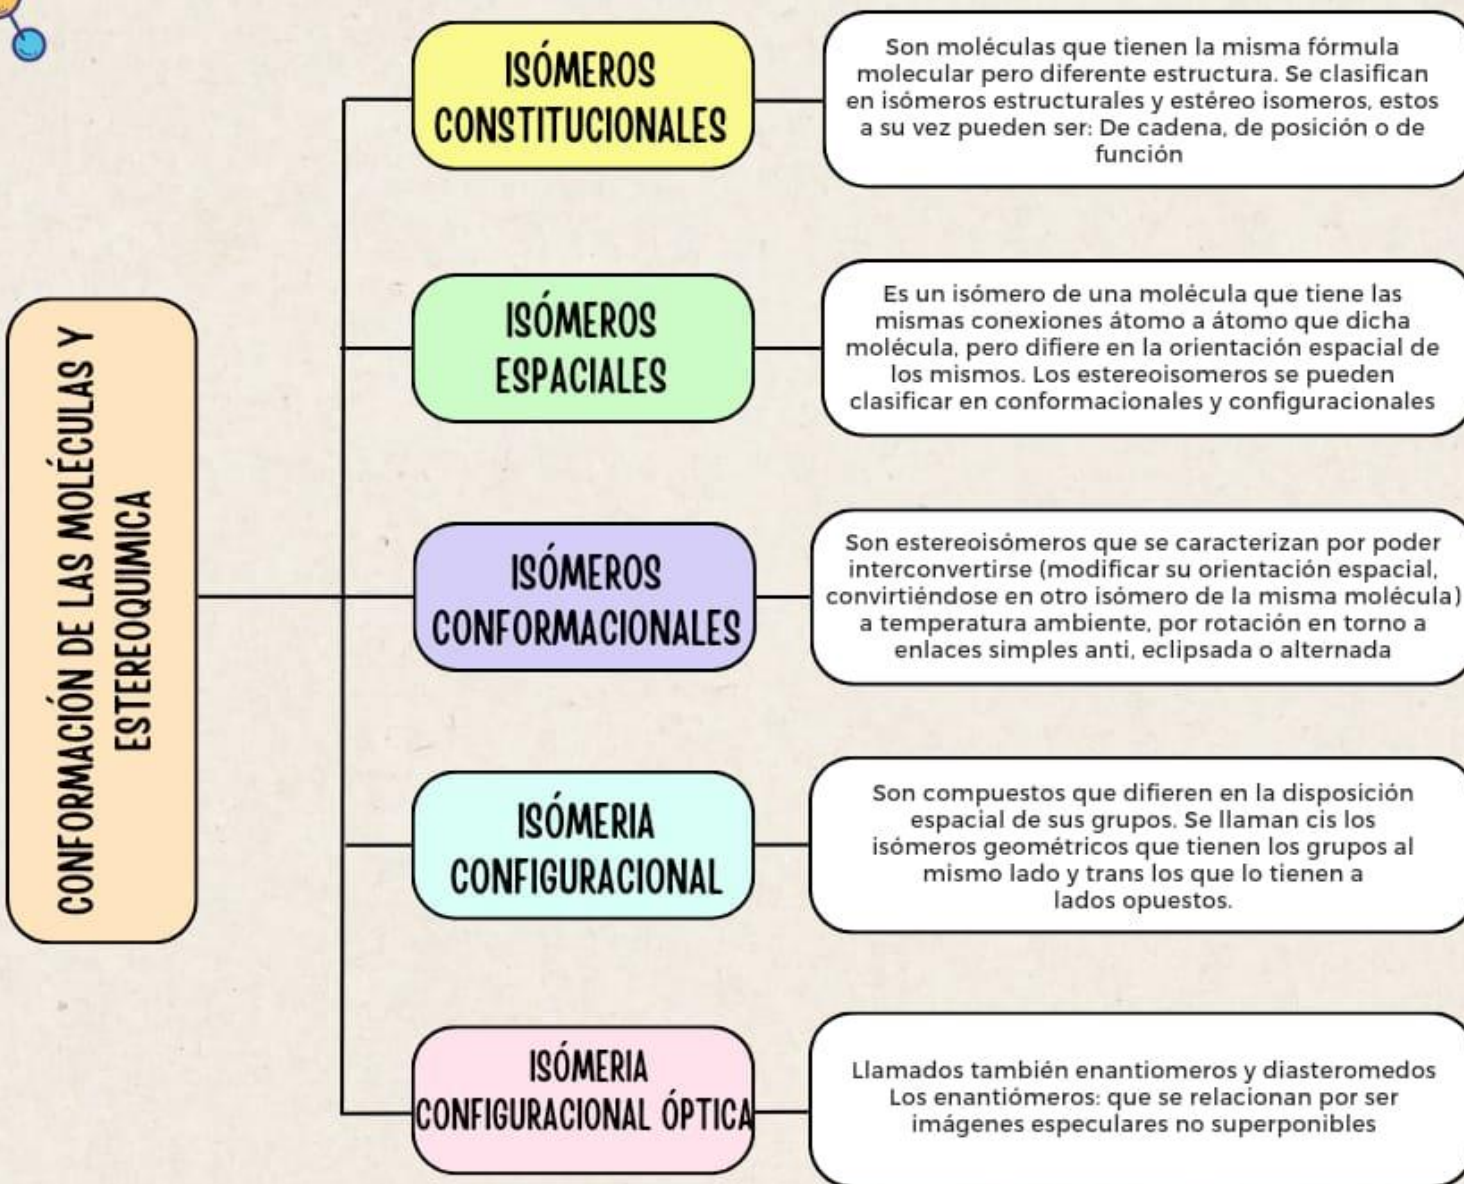 CONFORMACIÓN DE LAS MOLÉCULAS Y
ESTEREOQUIMICA
ISÓMEROS
CONSTITUCIONALES
Son moléculas que tienen la misma fórmula
molecular pero diferente estructura. Se clasifican
en isómeros estructurales y estéreo isomeros, estos
a su vez pueden ser: De cadena, de posición o de
función
ISÓMEROS
ESPACIALES
Es un isómero de una molécula que tiene las
mismas conexiones átomo a átomo que dicha
molécula, pero difiere en la orientación espacial de
los mismos. Los estereoisomeros se pueden
clasificar en conformacionales y configuracionales
ISÓMEROS
CONFORMACIONALES
Son estereoisómeros que se caracterizan por poder
interconvertirse (modificar su orientación espacial,
convirtiéndose en otro isómero de la misma molécula)
a temperatura ambiente, por rotación en torno a
enlaces simples anti, eclipsada o alternada
ISÓMERIA
CONFIGURACIONAL
Son compuestos que difieren en la disposición
espacial de sus grupos. Se llaman cis los
isómeros geométricos que tienen los grupos al
mismo lado y trans los que lo tienen a
lados opuestos.
ISÓMERIA
CONFIGURACIONAL ÓPTICA
Llamados también enantiomeros y diasteromedos
Los enantiómeros: que se relacionan por ser
imágenes especulares no superponibles